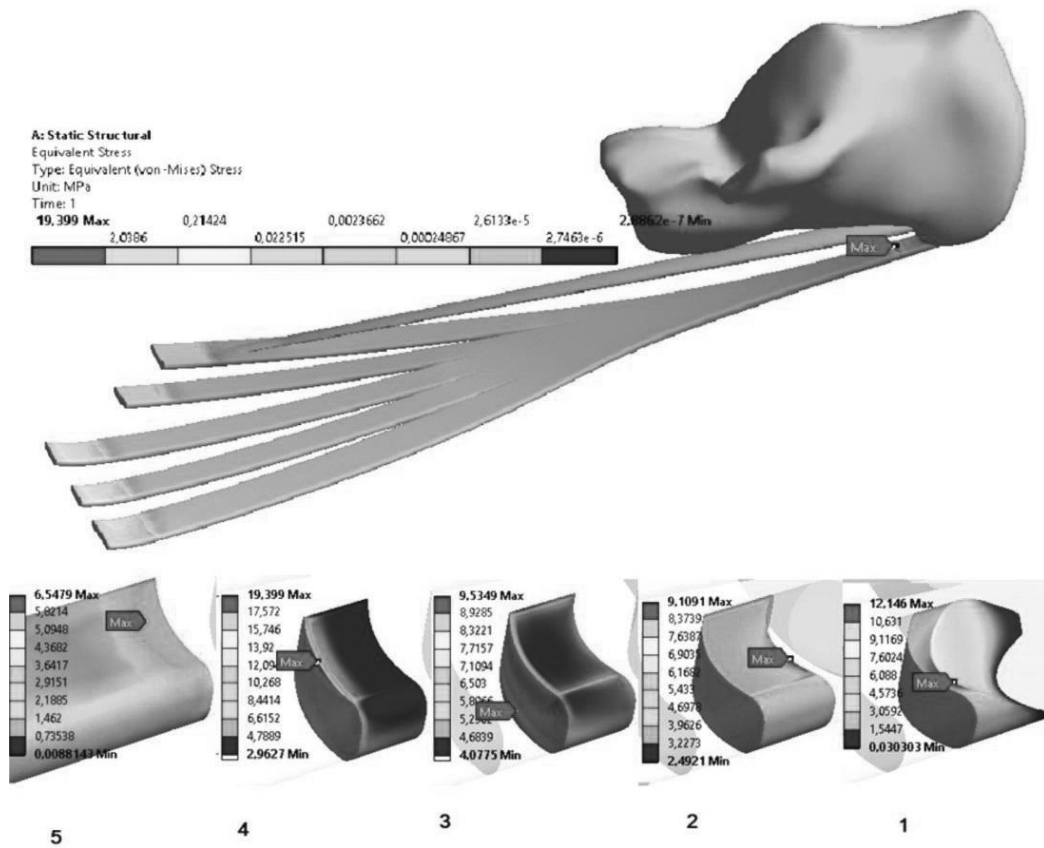 A: Static Structural
Equivalent Stress
Type: Equivalent (von-Mises) Stress
Unit: MPa
Time: 1
19,399 Max 0,21424 0,0023662 2,6133e-5 2,8862e-7 Min
2,0386 0,022515 0,00024867 2,7463e-6
Max
6,5479 Max
5,8214
5,0948
4,3682
3,6417
2,9151
2,1885
1,462
0,73538
0,0088143 Min
Max
19,399 Max
17,572
15,746
13,92
10,268
8,4414
6,6152
4,7889
2,9627 Min
Max
9,5349 Max
8,9285
8,3221
7,7157
7,1094
6,503
4,6839
4,0775 Min
Max
9,1091 Max
8,3739
7,6387
4,6978
3,9626
3,2273
2,4921 Min
Max
12,146 Max
10,631
9,1169
7,6024
6,088
4,5736
3,0592
1,5447
0,030303 Min
Max
5 4 3 2 1